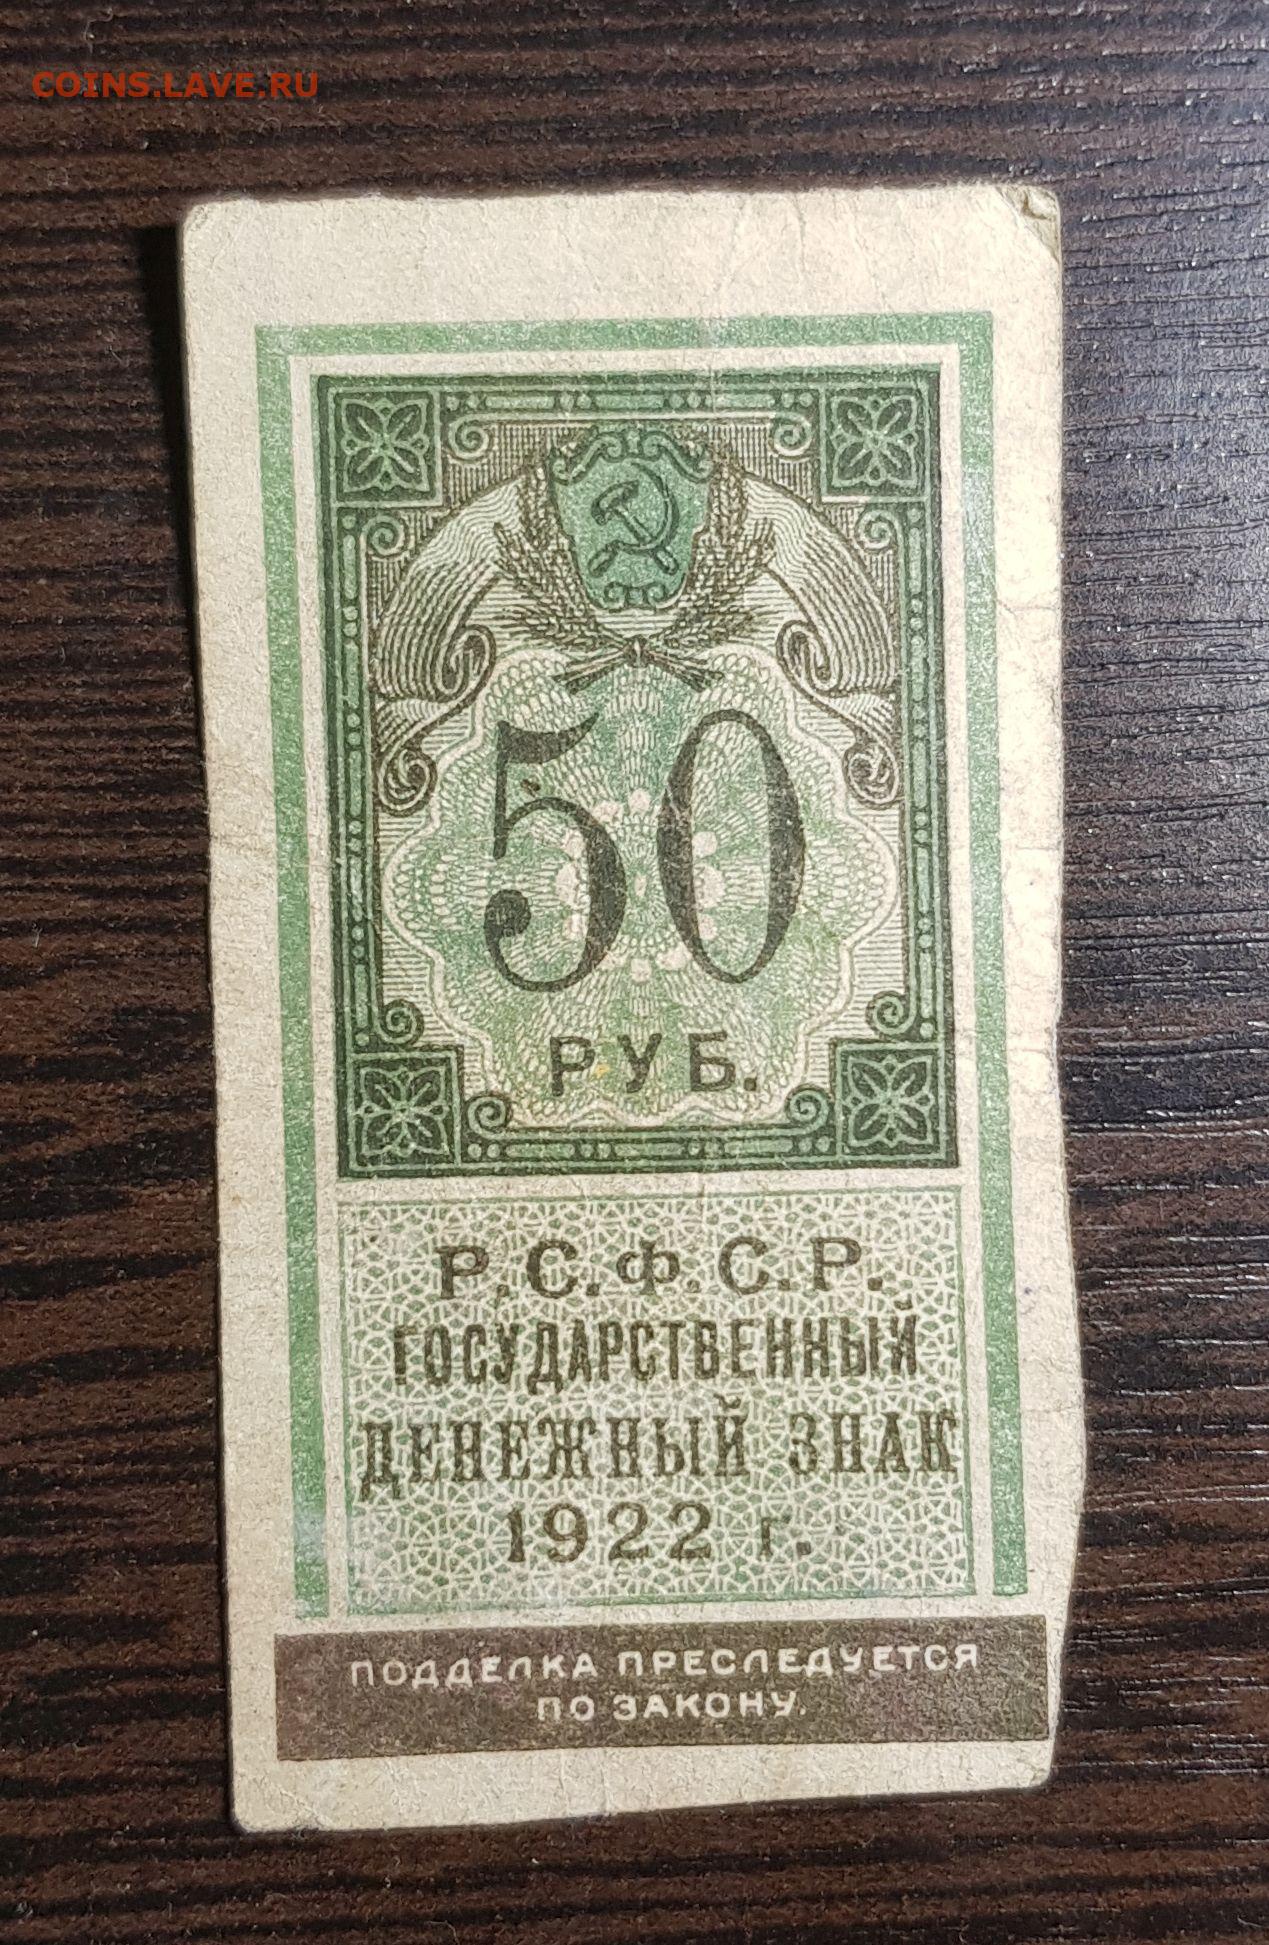 COINS.LAVE.RU
50
РУБ.
Р.С.Ф.С.Р.
ГОСУДАРСТВЕННЫЙ
ДЕНЕЖНЫЙ ЗНАК
1922 г.
ПОДДЕЛКА ПРЕСЛЕДУЕТСЯ
ПО ЗАКОНУ.